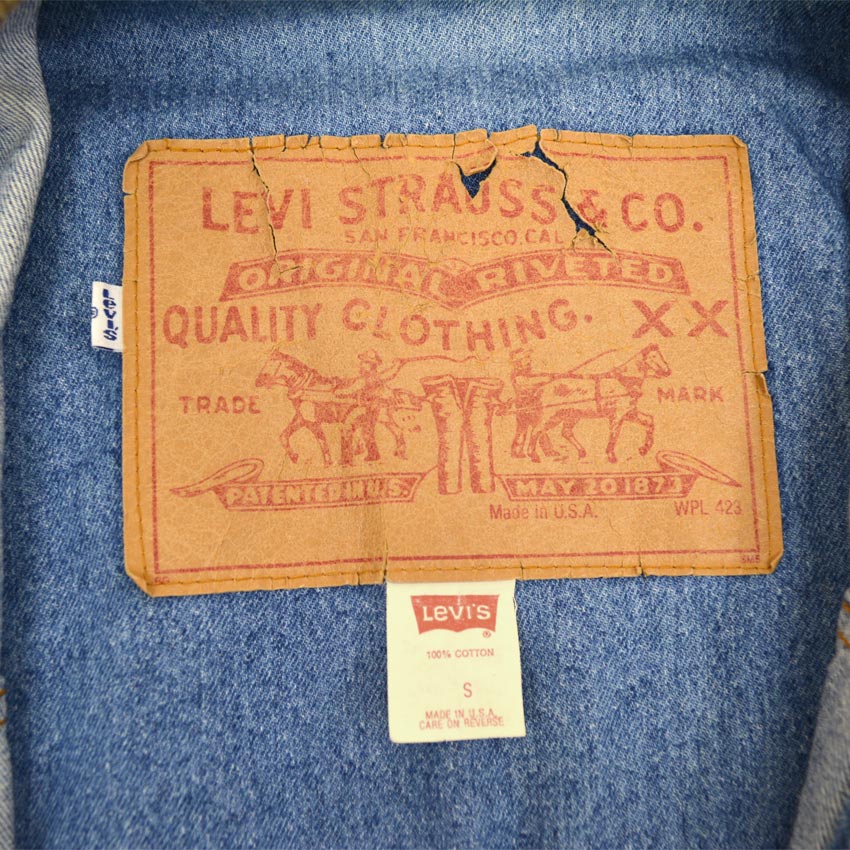 LEVI STRAUSS & CO.
SAN FRANCISCO, CAL
ORIGINAL RIVETED
QUALITY CLOTHING. XX
TRADE MARK
PATENTED IN U.S. MAY 20 1873
Made in U.S.A. WPL 423
LEVI'S ®
LEVI'S ®
100% COTTON
S
MADE IN U.S.A.
CARE ON REVERSE